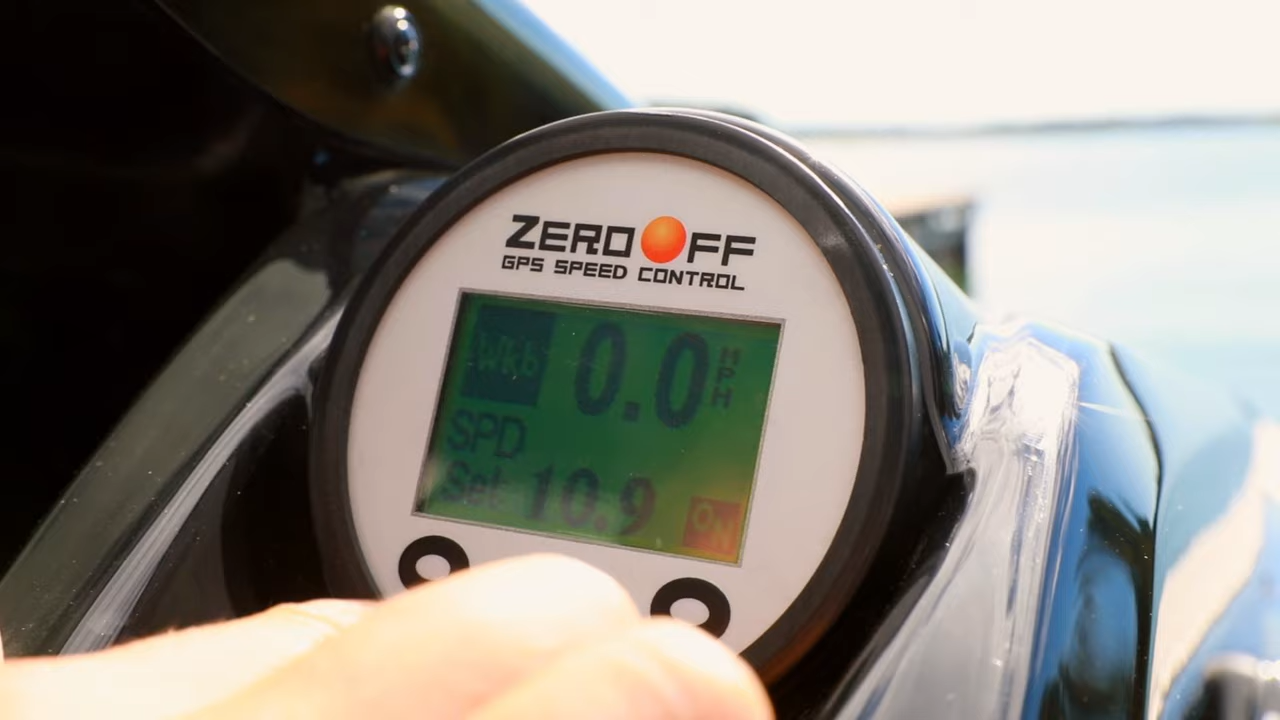 ZERO OFF
GPS SPEED CONTROL
Wkb 0.0 MPH
SPD
Set 10.9 ON